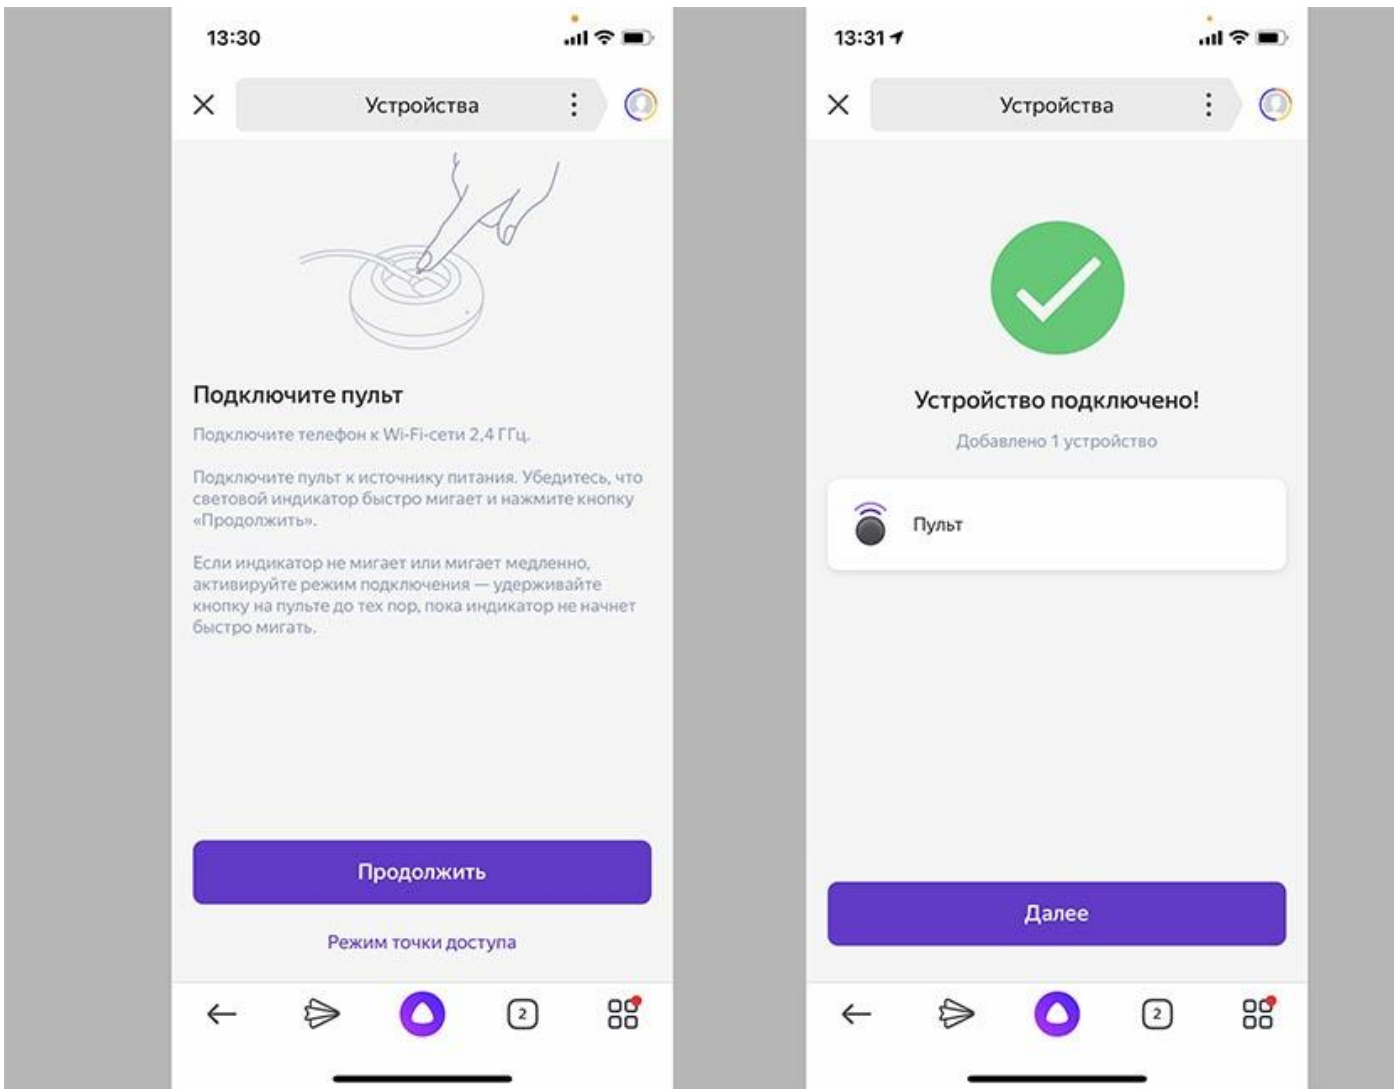 13:30
Устройства
Подключите пульт
Подключите телефон к Wi-Fi-сети 2,4 ГГц.
Подключите пульт к источнику питания. Убедитесь, что
световой индикатор быстро мигает и нажмите кнопку
«Продолжить».
Если индикатор не мигает или мигает медленно,
активируйте режим подключения — удерживайте
кнопку на пульте до тех пор, пока индикатор не начнет
быстро мигать.
Продолжить
Режим точки доступа
2
13:31
Устройства
Устройство подключено!
Добавлено 1 устройство
Пульт
Далее
2